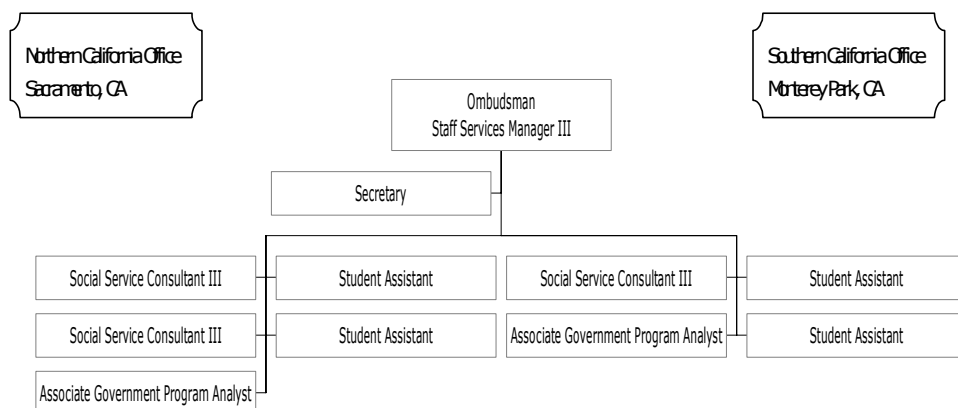 Northern California Office
Sacramento, CA
Southern California Office
Monterey Park, CA
Ombudsman
Staff Services Manager III
Secretary
Social Service Consultant III
Student Assistant
Social Service Consultant III
Student Assistant
Social Service Consultant III
Student Assistant
Associate Government Program Analyst
Student Assistant
Associate Government Program Analyst